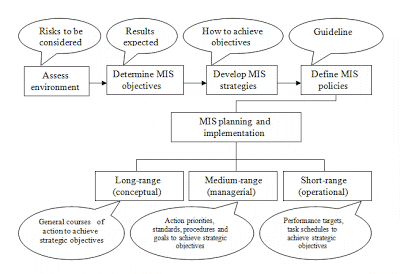 Risks to be
considered
Results
expected
How to achieve
objectives
Guideline
Assess
environment
Determine MIS
objectives
Develop MIS
strategies
Define MIS
policies
MIS planning and
implementation
Long-range
(conceptual)
Medium-range
(managerial)
Short-range
(operational)
General courses of
action to achieve
strategic objectives
Action priorities,
standards, procedures and
goals to achieve strategic
objectives
Performance targets,
task schedules to
achieve strategic
objectives